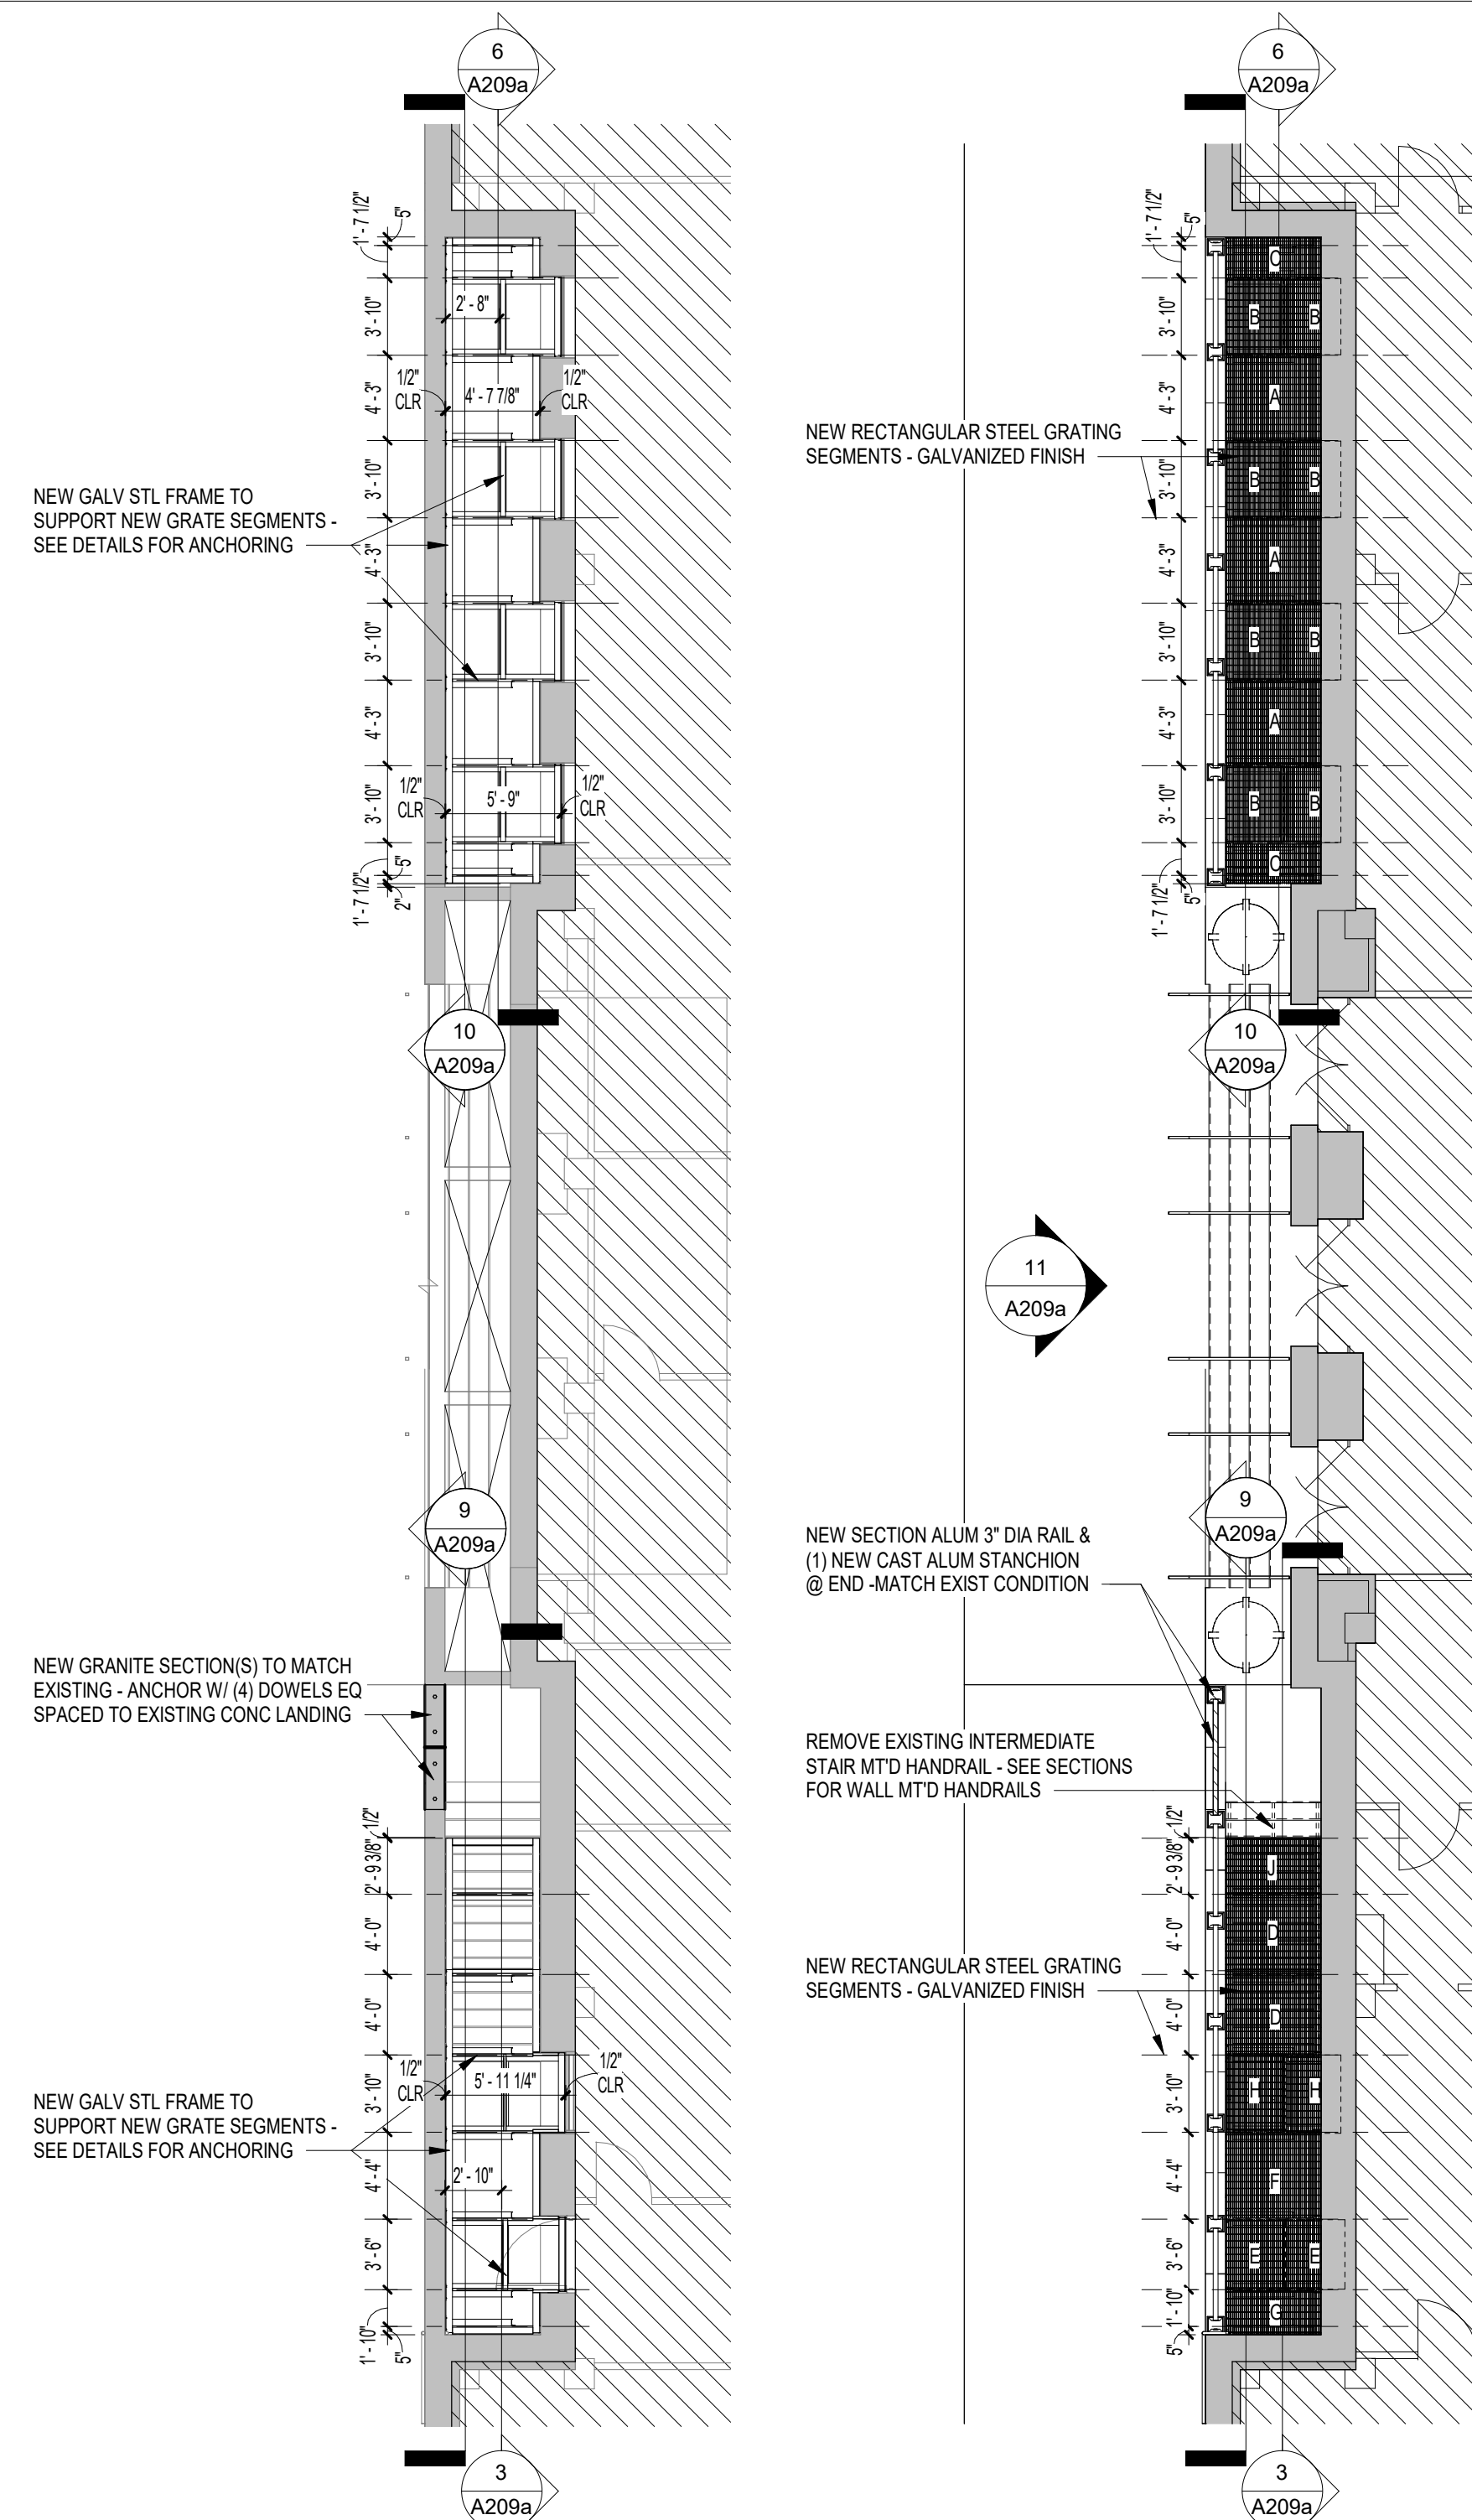 6
A209a
6
A209a
1' - 7 1/2"
5"
3' - 10"
2' - 8"
4' - 3"
1/2"
CLR
4' - 7 7/8"
1/2"
CLR
3' - 10"
NEW GALV STL FRAME TO
SUPPORT NEW GRATE SEGMENTS -
SEE DETAILS FOR ANCHORING
4' - 3"
3' - 10"
4' - 3"
3' - 10"
1/2"
CLR
5' - 9"
1/2"
CLR
1' - 7 1/2"
5"
2"
10
A209a
9
A209a
NEW GRANITE SECTION(S) TO MATCH
EXISTING - ANCHOR W/ (4) DOWELS EQ
SPACED TO EXISTING CONC LANDING
1/2"
2' - 9 3/8"
4' - 0"
4' - 0"
3' - 10"
1/2"
CLR
5' - 11 1/4"
1/2"
CLR
NEW GALV STL FRAME TO
SUPPORT NEW GRATE SEGMENTS -
SEE DETAILS FOR ANCHORING
4' - 4"
2' - 10"
3' - 6"
1' - 10"
5"
3
A209a
1' - 7 1/2"
5"
C
3' - 10"
B
B
4' - 3"
A
NEW RECTANGULAR STEEL GRATING
SEGMENTS - GALVANIZED FINISH
3' - 10"
B
B
4' - 3"
A
3' - 10"
B
B
4' - 3"
A
3' - 10"
B
B
C
1' - 7 1/2"
5"
10
A209a
11
A209a
9
A209a
NEW SECTION ALUM 3" DIA RAIL &
(1) NEW CAST ALUM STANCHION
@ END -MATCH EXIST CONDITION
REMOVE EXISTING INTERMEDIATE
STAIR MT'D HANDRAIL - SEE SECTIONS
FOR WALL MT'D HANDRAILS
1/2"
2' - 9 3/8"
J
4' - 0"
D
NEW RECTANGULAR STEEL GRATING
SEGMENTS - GALVANIZED FINISH
4' - 0"
D
3' - 10"
H
H
4' - 4"
F
3' - 6"
E
E
1' - 10"
G
5"
3
A209a